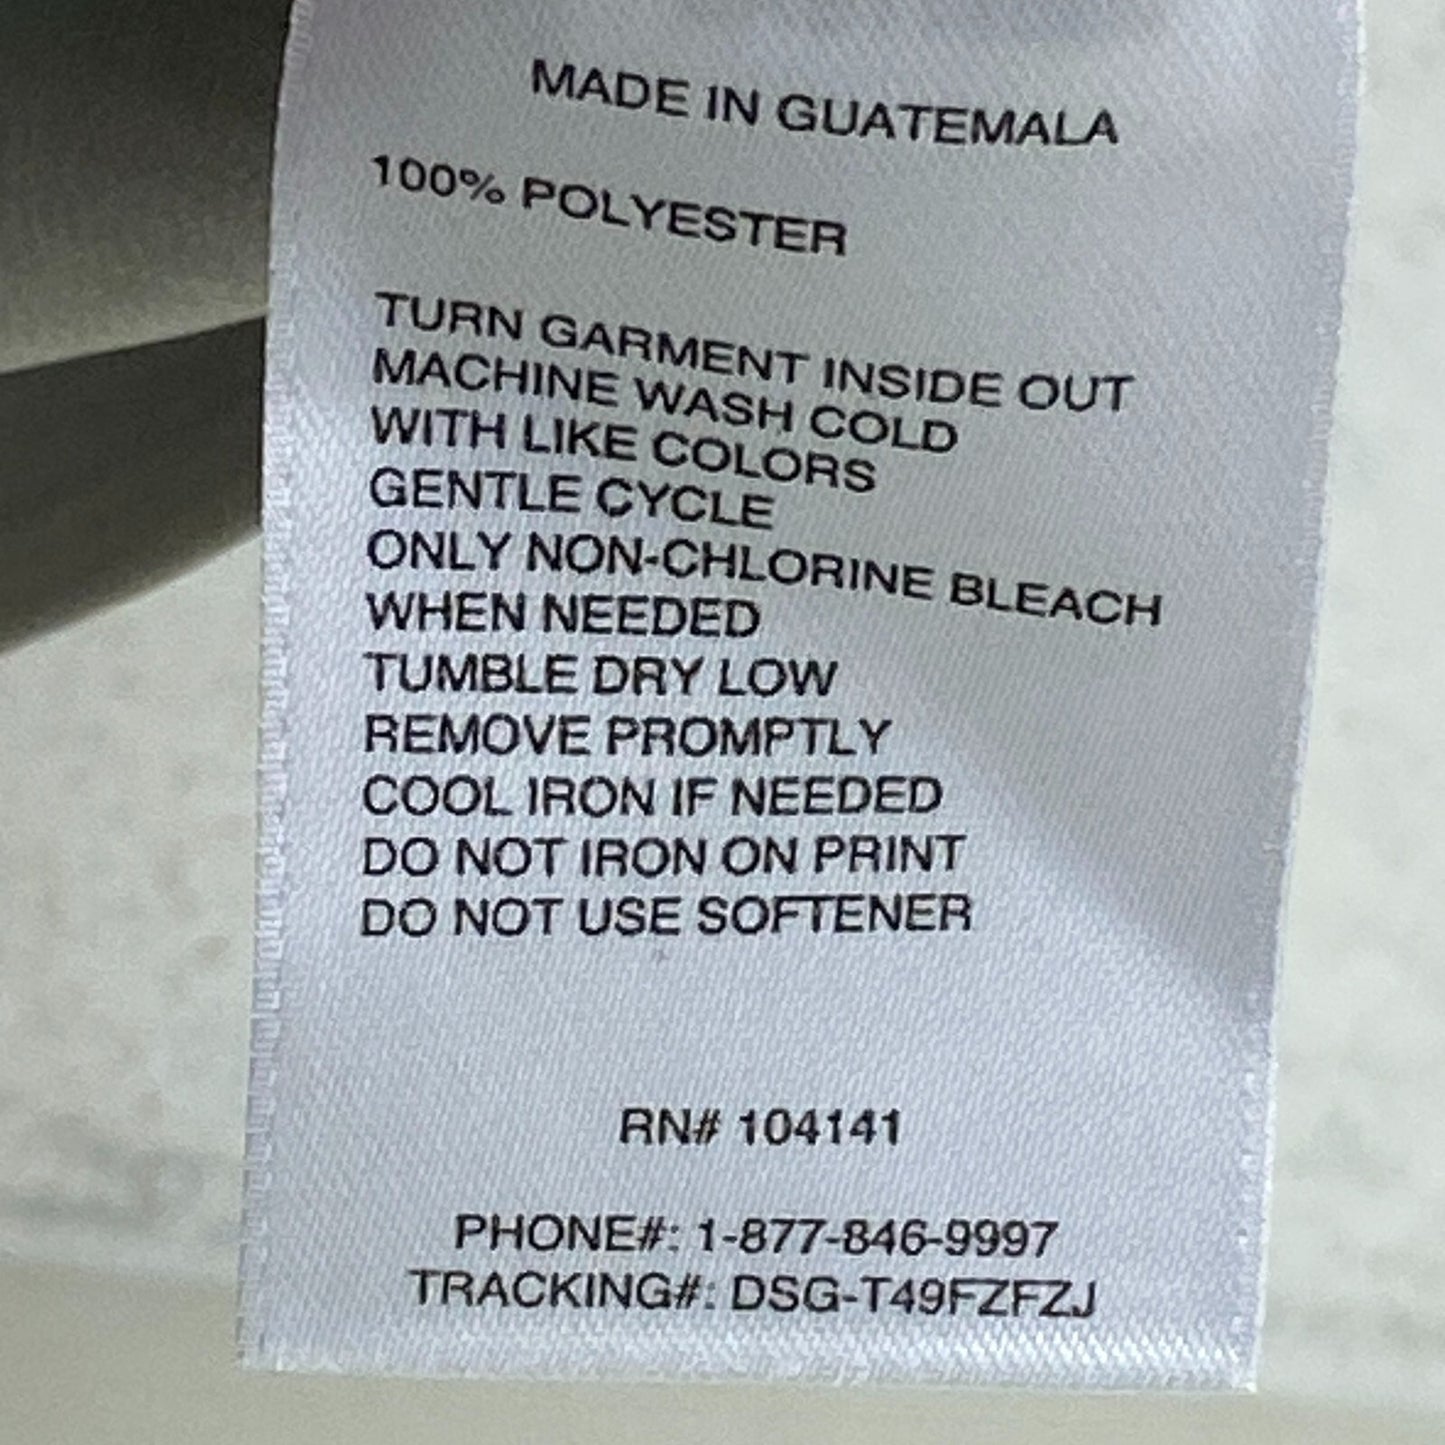 MADE IN GUATEMALA
100% POLYESTER
TURN GARMENT INSIDE OUT
MACHINE WASH COLD
WITH LIKE COLORS
GENTLE CYCLE
ONLY NON-CHLORINE BLEACH
WHEN NEEDED
TUMBLE DRY LOW
REMOVE PROMPTLY
COOL IRON IF NEEDED
DO NOT IRON ON PRINT
DO NOT USE SOFTENER
RN# 104141
PHONE#: 1-877-846-9997
TRACKING#: DSG-T49FZFZJ